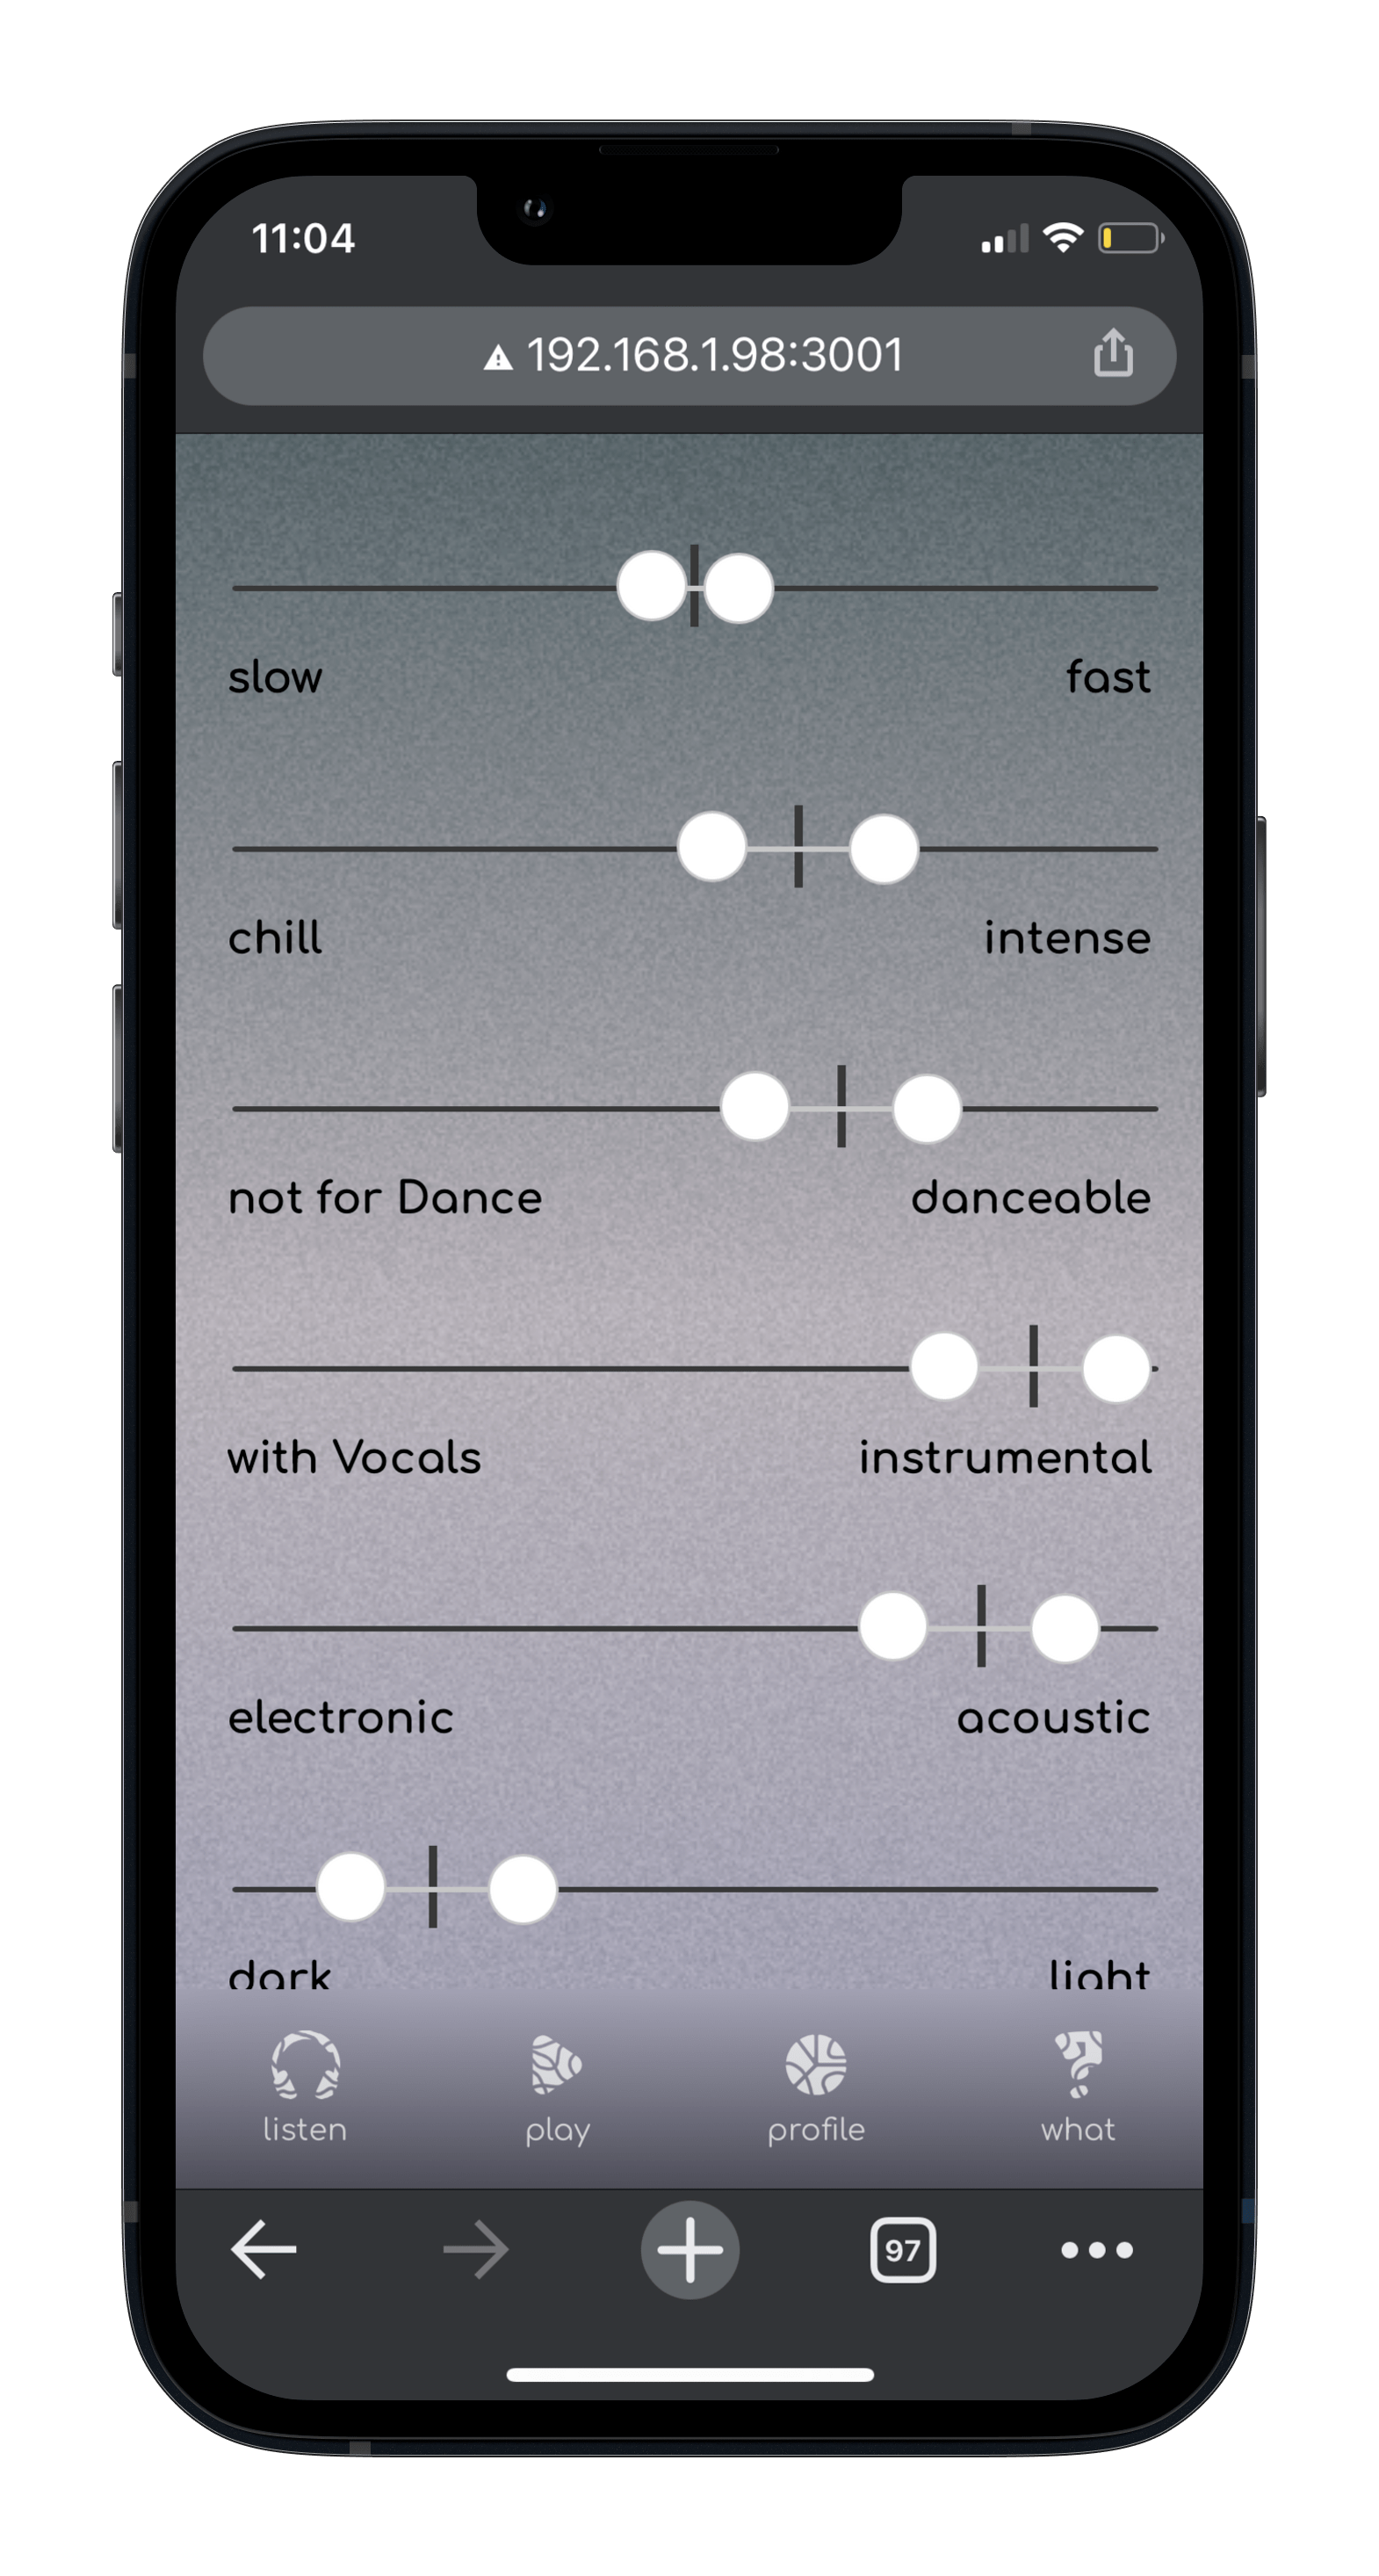 11:04
192.168.1.98:3001
slow fast
chill intense
not for Dance danceable
with Vocals instrumental
electronic acoustic
dark light
listen play profile what
97